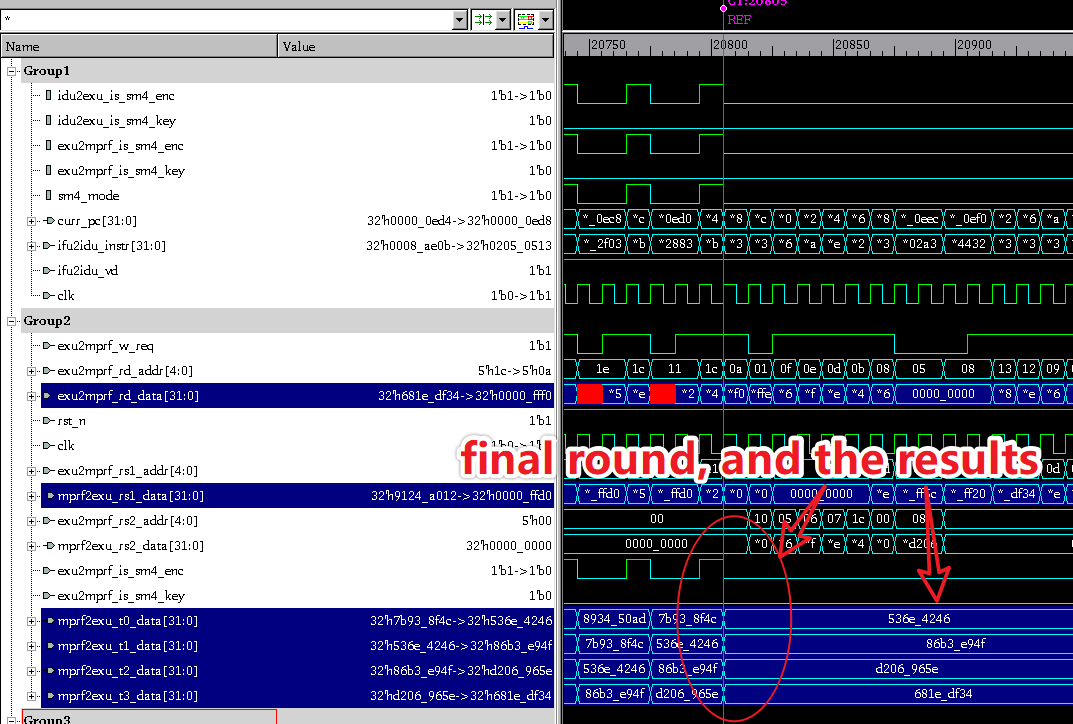 CT:20805
REF
*
Name Value 20750 20800 20850 20900
Group1
idu2exu_is_sm4_enc 1'b1->1'b0
idu2exu_is_sm4_key 1'b0
exu2mprf_is_sm4_enc 1'b1->1'b0
exu2mprf_is_sm4_key 1'b0
sm4_mode 1'b1->1'b0
curr_pc[31:0] 32'h0000_0ed4->32'h0000_0ed8 *_0ec8 *c *0ed0 *4 *8 *c *0 *2 *4 *6 *8 *_0eec *_0ef0 *2 *6 *a
ifu2idu_instr[31:0] 32'h0008_ae0b->32'h0205_0513 *_2f03 *b *2883 *b *3 *3 *6 *a *e *2 *3 *02a3 *4432 *3 *3 *3
ifu2idu_vd 1'b1
clk 1'b0->1'b1
Group2
exu2mprf_w_req 1'b1
exu2mprf_rd_addr[4:0] 5'h1c->5'h0a 1e 1c 11 1c 0a 01 0f 0e 0d 0b 08 05 08 13 12 09
exu2mprf_rd_data[31:0] 32'h681e_df34->32'h0000_fff0 *5 *e *2 *4 *f0 *ffe *6 *f *e *4 *6 0000_0000 *8 *e *6
rst_n 1'b1
clk
final round, and the results
exu2mprf_rs1_addr[4:0] 0d
mprf2exu_rs1_data[31:0] 32'h9124_a012->32'h0000_ffd0 *_ffd0 *5 *_ffd0 *2 *0 *0 0000_0000 *e *_ff20 *_df34 *e
exu2mprf_rs2_addr[4:0] 5'h00 00 10 05 07 1c 00 08
mprf2exu_rs2_data[31:0] 32'h0000_0000 0000_0000 *0 *6 *f *e *4 *0 *d206
exu2mprf_is_sm4_enc 1'b1->1'b0
exu2mprf_is_sm4_key 1'b0
mprf2exu_t0_data[31:0] 32'h7b93_8f4c->32'h536e_4246 8934_50ad 7b93_8f4c 536e_4246
mprf2exu_t1_data[31:0] 32'h536e_4246->32'h86b3_e94f 7b93_8f4c 536e_4246 86b3_e94f
mprf2exu_t2_data[31:0] 32'h86b3_e94f->32'hd206_965e 536e_4246 86b3_e94f d206_965e
mprf2exu_t3_data[31:0] 32'hd206_965e->32'h681e_df34 86b3_e94f d206_965e 681e_df34
Group3